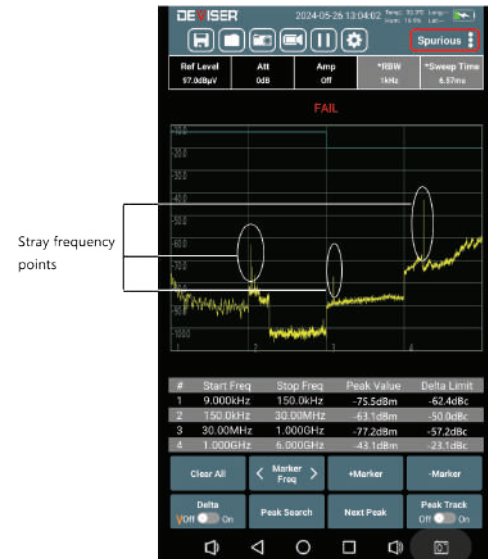 DEVISER 2024-05-26 13:04:02
Spurious
Ref Level Att Amp *RBW *Sweep Time
97.0dBµV 0dB Off 1kHz 6.57ms
FAIL
Stray frequency
points
1 2 3 4
# Start Freq Stop Freq Peak Value Delta Limit
1 9.000kHz 150.0kHz -75.5dBm -62.4dBc
2 150.0kHz 30.00MHz -63.1dBm -50.0dBc
3 30.00MHz 1.000GHz -77.2dBm -57.2dBc
4 1.000GHz 6.000GHz -43.1dBm -23.1dBc
Clear All < Marker Freq > +Marker -Marker
Delta Peak Search Next Peak Peak Track
Off On Off On